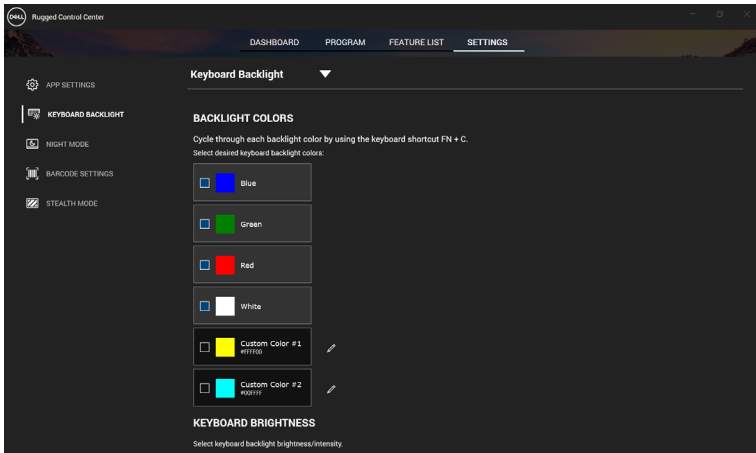 DELL Rugged Control Center
DASHBOARD PROGRAM FEATURE LIST SETTINGS
APP SETTINGS
KEYBOARD BACKLIGHT
NIGHT MODE
BARCODE SETTINGS
STEALTH MODE
Keyboard Backlight
BACKLIGHT COLORS
Cycle through each backlight color by using the keyboard shortcut FN + C.
Select desired keyboard backlight colors:
Blue
Green
Red
White
Custom Color #1
#FFFF00
Custom Color #2
#00FFFF
KEYBOARD BRIGHTNESS
Select keyboard backlight brightness/intensity.